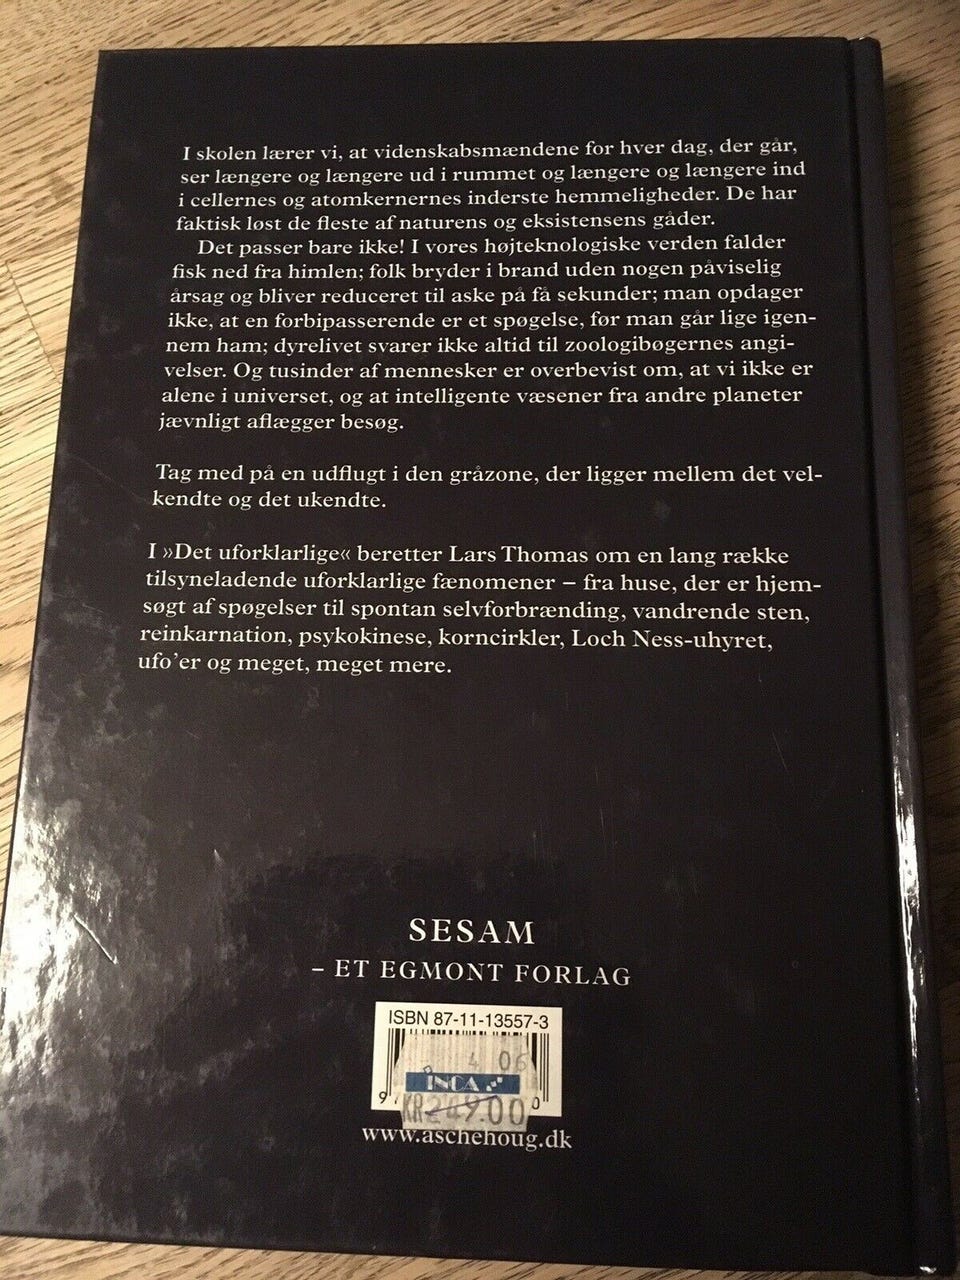 I skolen lærer vi, at videnskabsmændene for hver dag, der går,
ser længere og længere ud i rummet og længere og længere ind
i cellernes og atomkernernes inderste hemmeligheder. De har
faktisk løst de fleste af naturens og eksistensens gåder.
Det passer bare ikke! I vores højteknologiske verden falder
fisk ned fra himlen; folk bryder i brand uden nogen påviselig
årsag og bliver reduceret til aske på få sekunder; man opdager
ikke, at en forbipasserende er et spøgelse, før man går lige igen-
nem ham; dyrelivet svarer ikke altid til zoologibøgernes angi-
velser. Og tusinder af mennesker er overbevist om, at vi ikke er
alene i universet, og at intelligente væsener fra andre planeter
jævnligt aflægger besøg.
Tag med på en udflugt i den gråzone, der ligger mellem det vel-
kendte og det ukendte.
I »Det uforklarlige« beretter Lars Thomas om en lang række
tilsyneladende uforklarlige fænomener – fra huse, der er hjem-
søgt af spøgelser til spontan selvforbrænding, vandrende sten,
reinkarnation, psykokinese, korncirkler, Loch Ness-uhyret,
ufo’er og meget, meget mere.
SESAM
– ET EGMONT FORLAG
ISBN 87-11-13557-3
4 06
INCA
9 0
KR249.00
www.aschehoug.dk